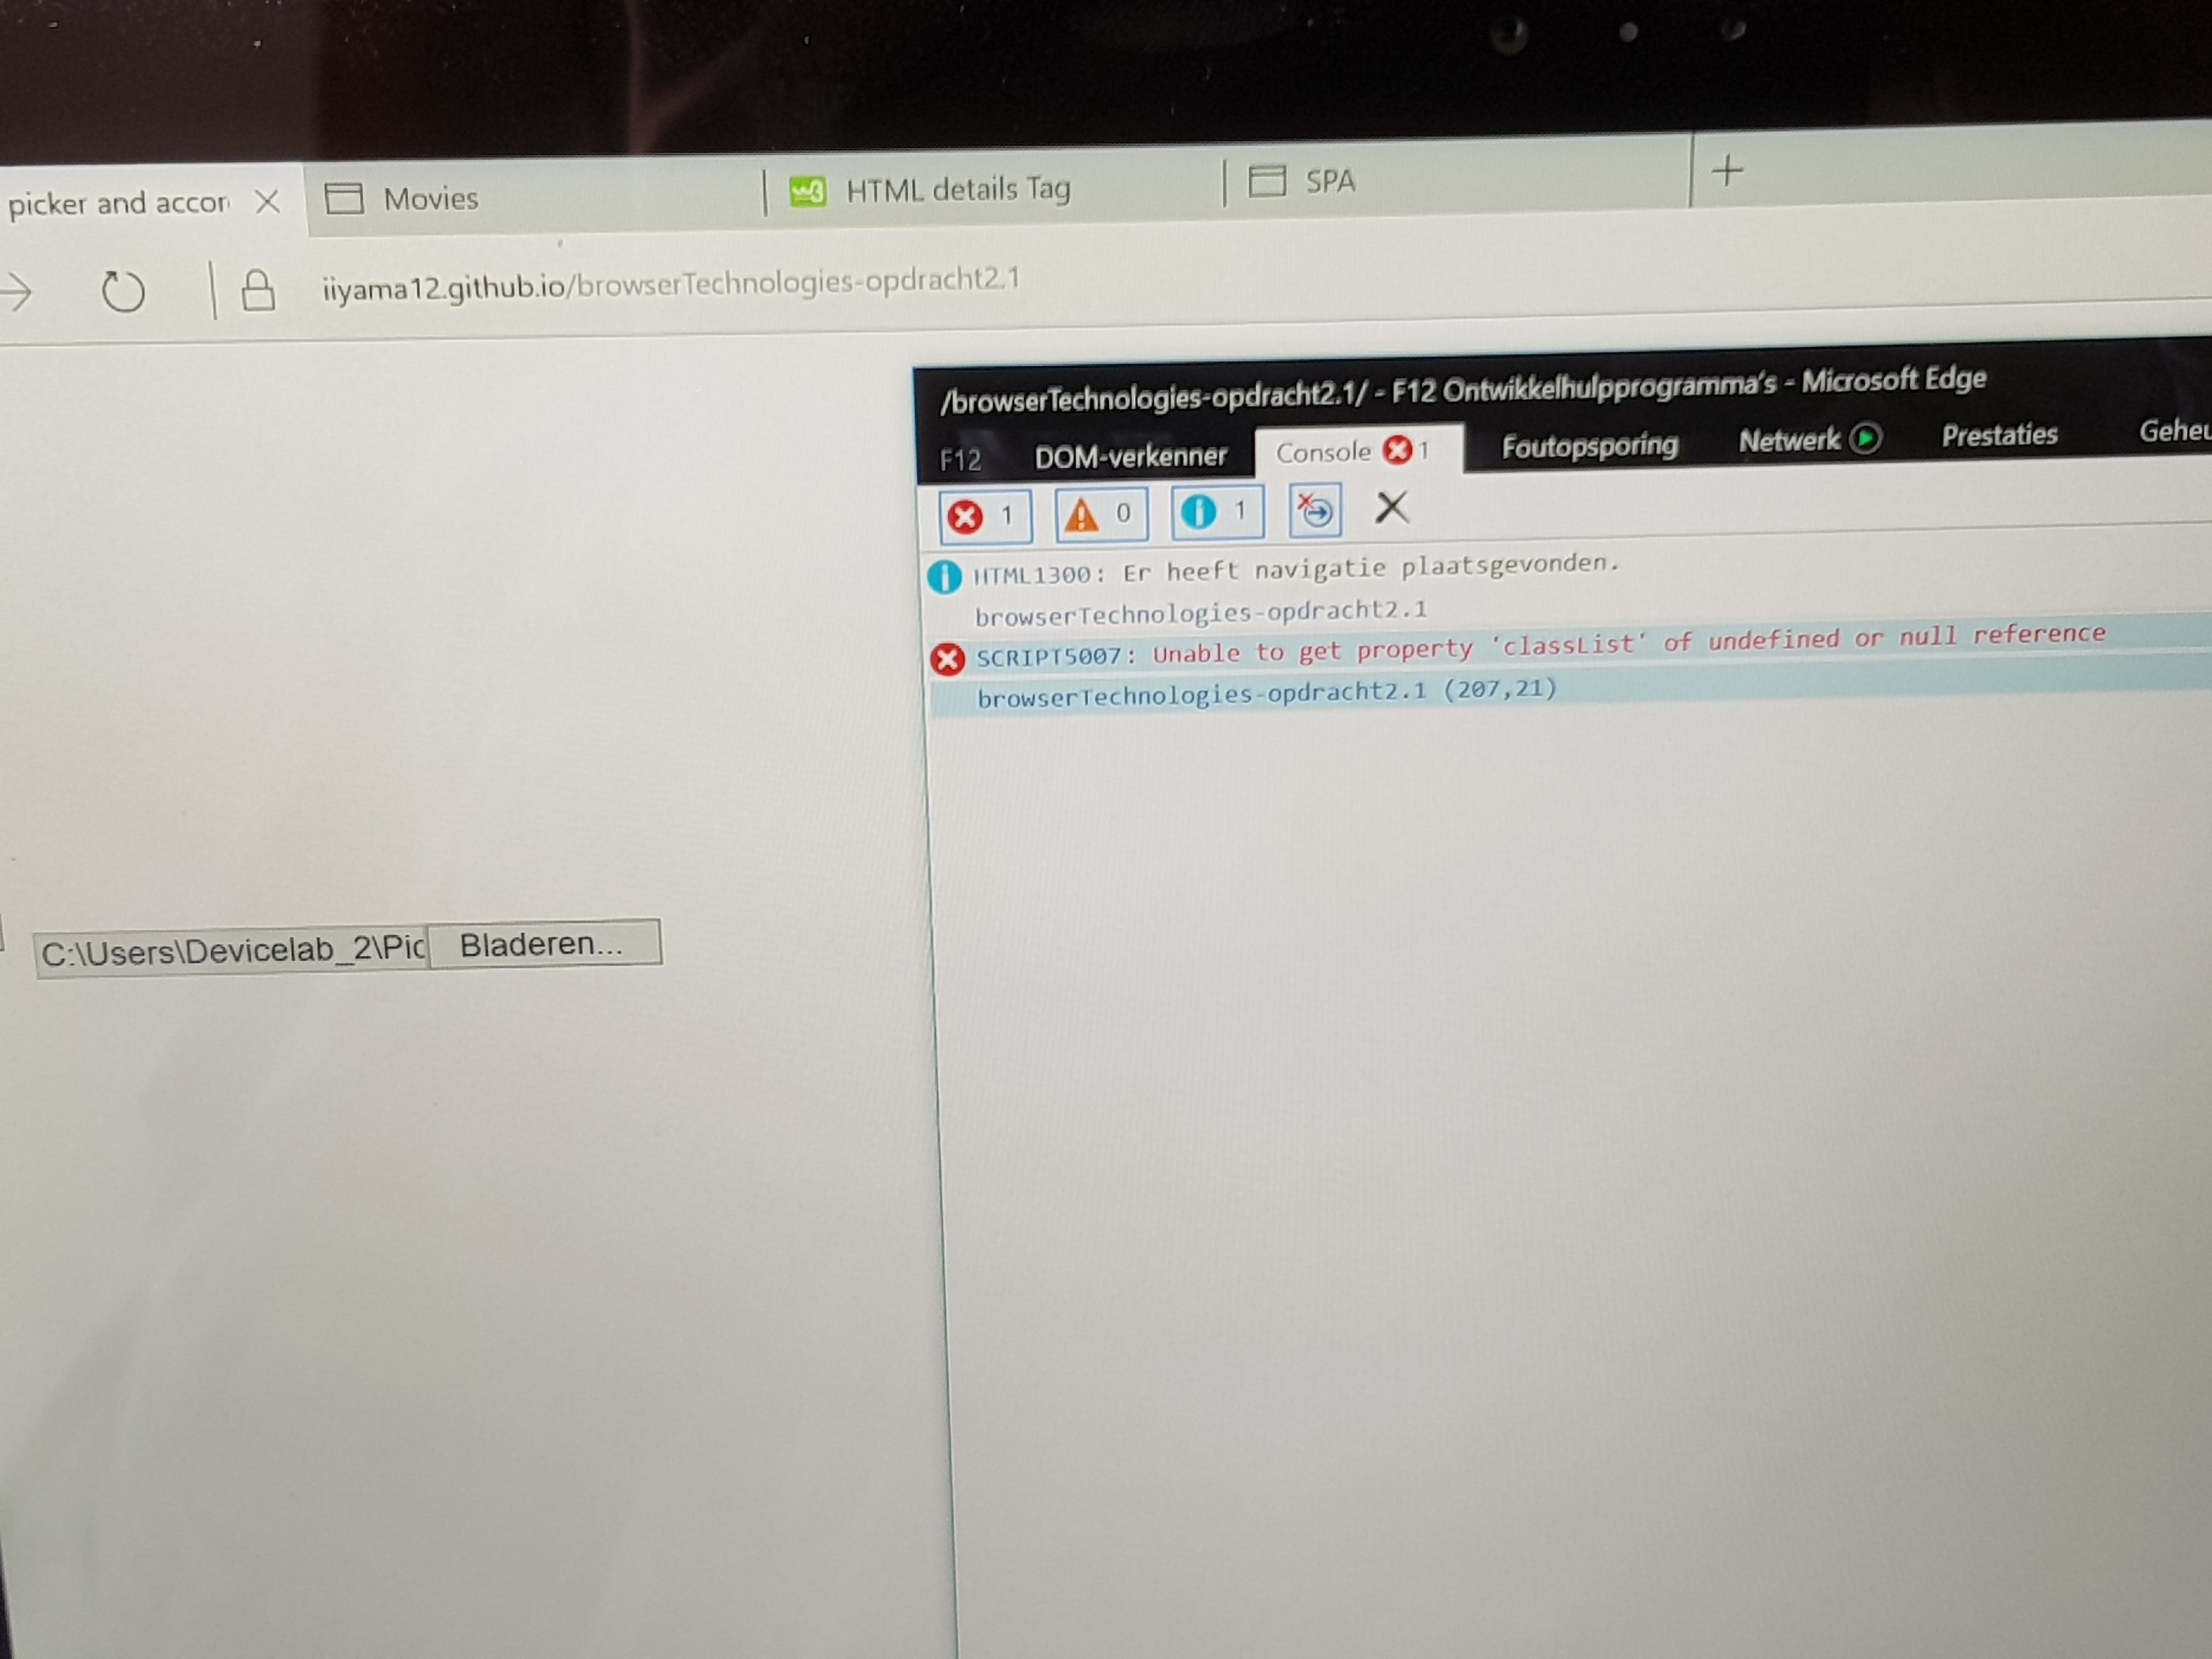 picker and accor
Movies
HTML details Tag
SPA
iiyama12.github.io/browserTechnologies-opdracht2.1
/browserTechnologies-opdracht2.1/ - F12 Ontwikkelhulpprogramma's - Microsoft Edge
F12 DOM-verkenner Console 1 Foutopsporing Netwerk Prestaties Geheu
1 0 1
HTML1300: Er heeft navigatie plaatsgevonden.
browserTechnologies-opdracht2.1
SCRIPT5007: Unable to get property 'classList' of undefined or null reference
browserTechnologies-opdracht2.1 (207,21)
C:\Users\Devicelab_2\Pic Bladeren...